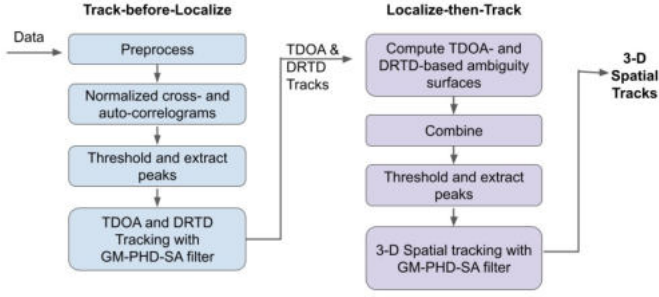 Track-before-Localize
Data
Preprocess
Normalized cross- and
auto-correlograms
Threshold and extract
peaks
TDOA and DRTD
Tracking with
GM-PHD-SA filter
TDOA &
DRTD
Tracks
Localize-then-Track
Compute TDOA- and
DRTD-based ambiguity
surfaces
Combine
Threshold and extract
peaks
3-D Spatial tracking with
GM-PHD-SA filter
3-D
Spatial
Tracks